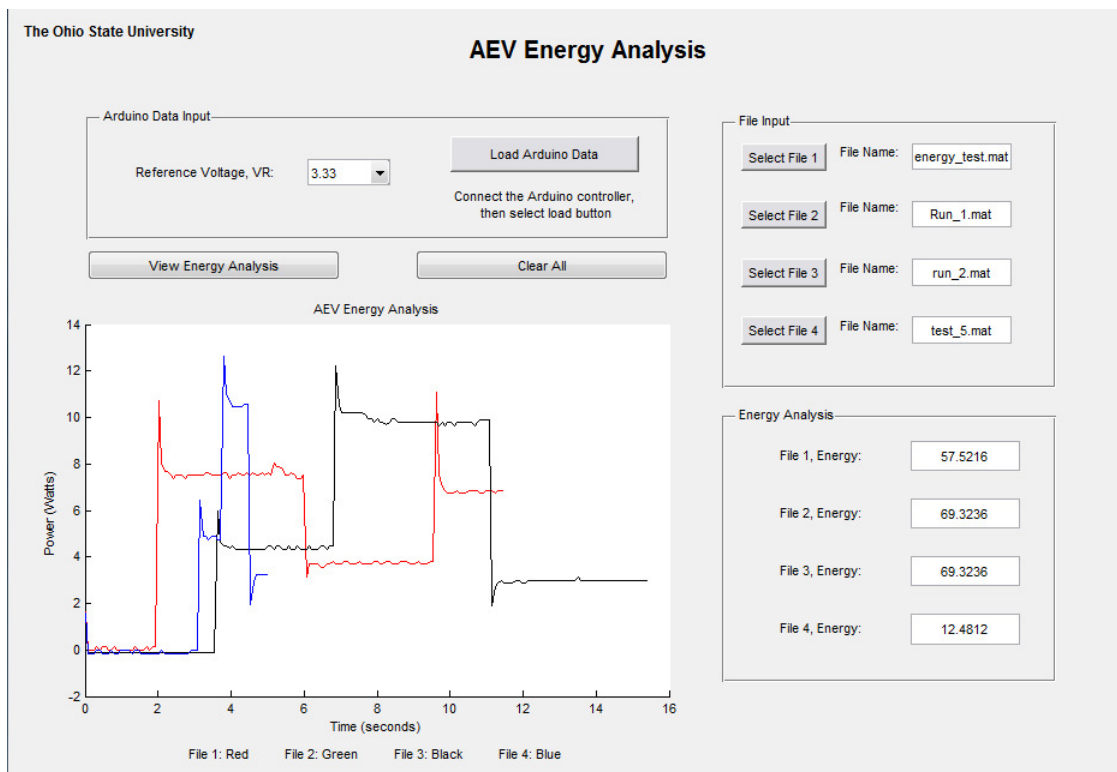 The Ohio State University
AEV Energy Analysis
Arduino Data Input
Reference Voltage, VR:
3.33
Load Arduino Data
Connect the Arduino controller,
then select load button
View Energy Analysis
Clear All
File Input
Select File 1
File Name:
energy_test.mat
Select File 2
File Name:
Run_1.mat
Select File 3
File Name:
run_2.mat
Select File 4
File Name:
test_5.mat
AEV Energy Analysis
14
12
10
8
6
4
2
0
-2
Power (Watts)
0 2 4 6 8 10 12 14 16
Time (seconds)
File 1: Red File 2: Green File 3: Black File 4: Blue
Energy Analysis
File 1, Energy:
57.5216
File 2, Energy:
69.3236
File 3, Energy:
69.3236
File 4, Energy:
12.4812